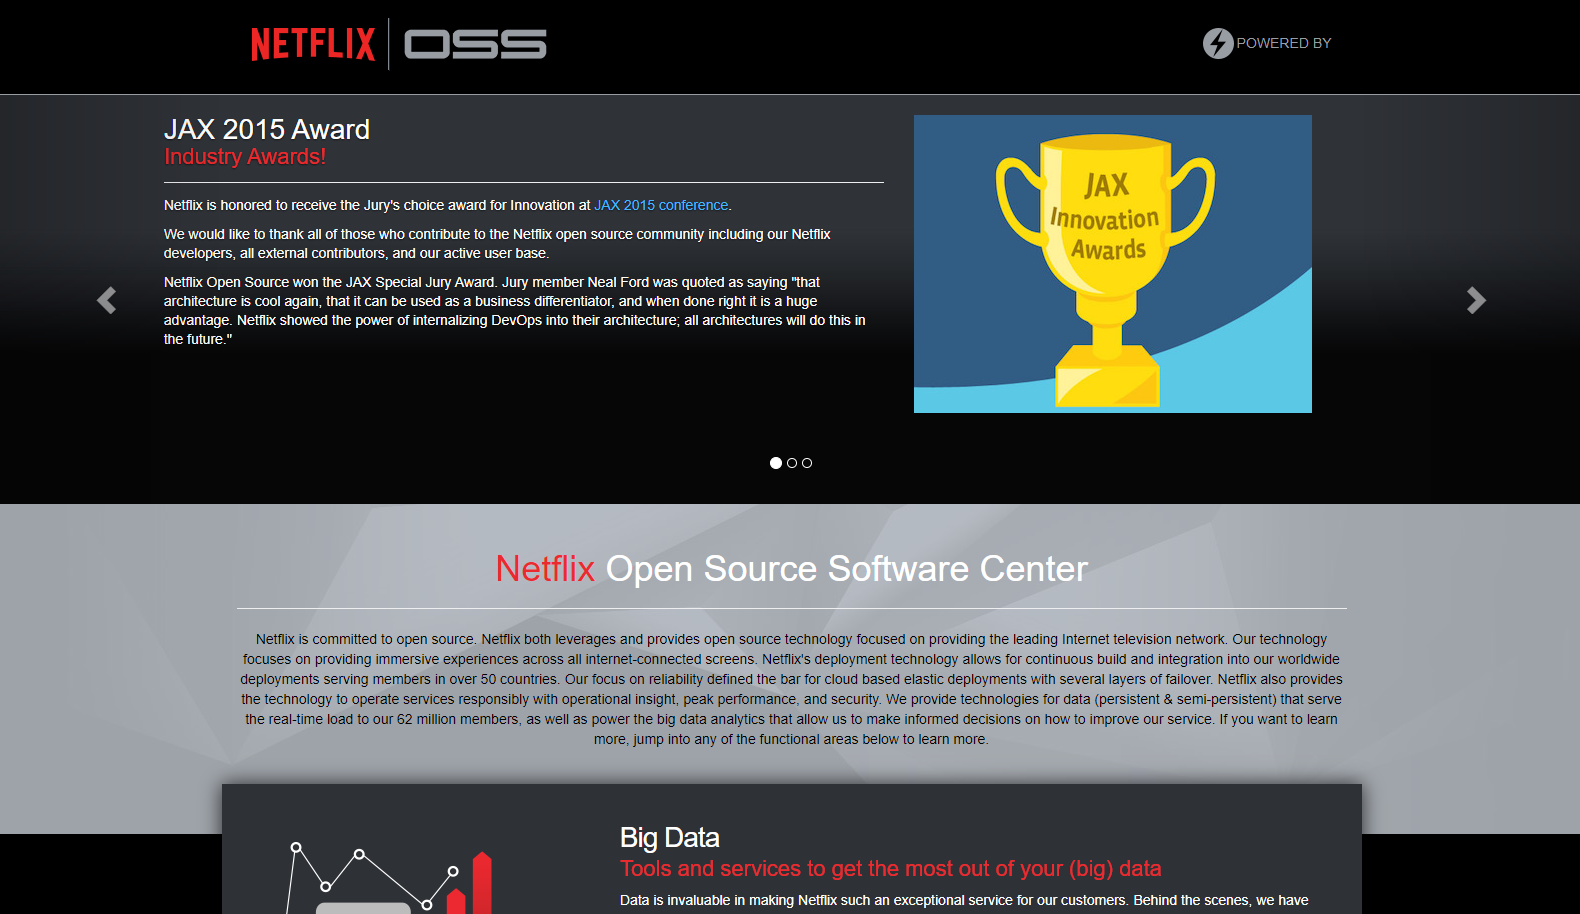 NETFLIX OSS
POWERED BY
JAX 2015 Award
Industry Awards!
Netflix is honored to receive the Jury's choice award for Innovation at JAX 2015 conference.
We would like to thank all of those who contribute to the Netflix open source community including our Netflix
developers, all external contributors, and our active user base.
Netflix Open Source won the JAX Special Jury Award. Jury member Neal Ford was quoted as saying "that
architecture is cool again, that it can be used as a business differentiator, and when done right it is a huge
advantage. Netflix showed the power of internalizing DevOps into their architecture; all architectures will do this in
the future."
JAX
Innovation
Awards
Netflix Open Source Software Center
Netflix is committed to open source. Netflix both leverages and provides open source technology focused on providing the leading Internet television network. Our technology
focuses on providing immersive experiences across all internet-connected screens. Netflix's deployment technology allows for continuous build and integration into our worldwide
deployments serving members in over 50 countries. Our focus on reliability defined the bar for cloud based elastic deployments with several layers of failover. Netflix also provides
the technology to operate services responsibly with operational insight, peak performance, and security. We provide technologies for data (persistent & semi-persistent) that serve
the real-time load to our 62 million members, as well as power the big data analytics that allow us to make informed decisions on how to improve our service. If you want to learn
more, jump into any of the functional areas below to learn more.
Big Data
Tools and services to get the most out of your (big) data
Data is invaluable in making Netflix such an exceptional service for our customers. Behind the scenes, we have